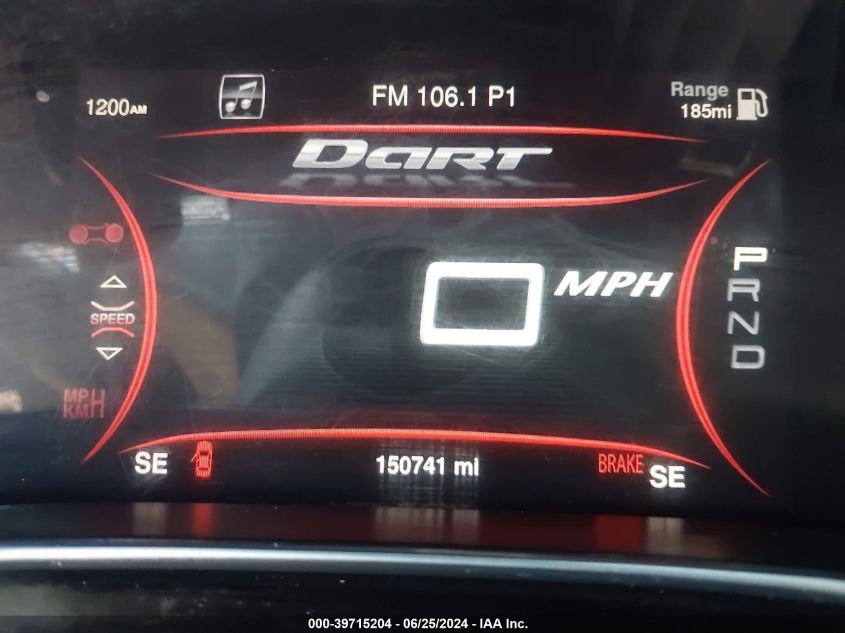 1200AM
FM 106.1 P1
Range
185mi
DART
MPH
0
SPEED
MPH
KMH
P
R
N
D
SE
150741 mi
BRAKE
SE
000-39715204 - 06/25/2024 - IAA Inc.